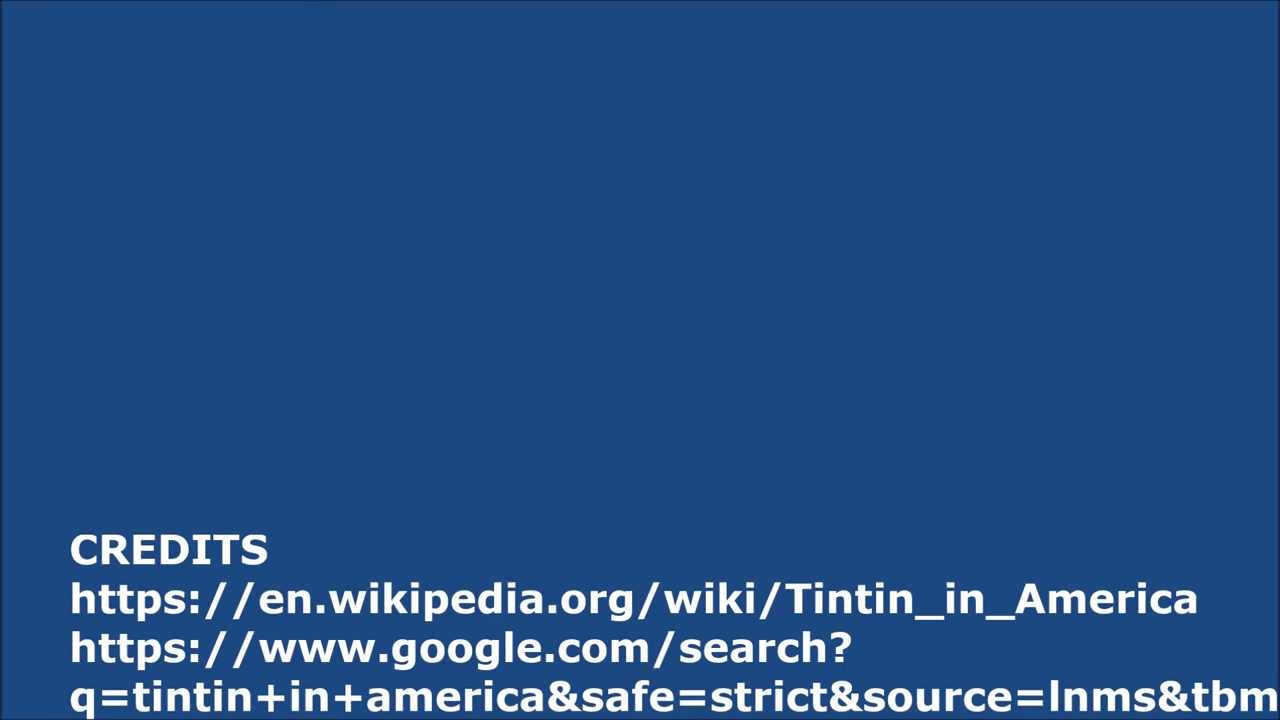 CREDITS
https://en.wikipedia.org/wiki/Tintin_in_America
https://www.google.com/search?
q=tintin+in+america&safe=strict&source=lnms&tbm